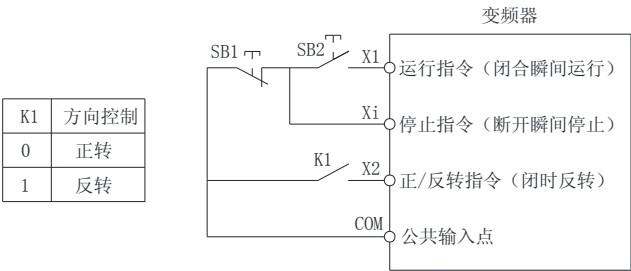 变频器
SB1
SB2
X1
运行指令（闭合瞬间运行）
Xi
停止指令（断开瞬间停止）
K1
X2
正/反转指令（闭时反转）
COM
公共输入点
K1 方向控制
0 正转
1 反转